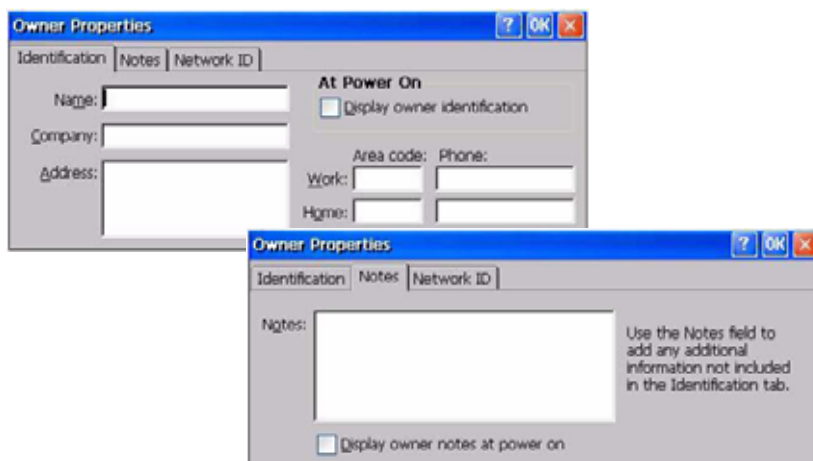 Owner Properties ? OK ×
Identification Notes Network ID
Name:
At Power On
Display owner identification
Company:
Address:
Area code: Phone:
Work:
Home:
Owner Properties ? OK ×
Identification Notes Network ID
Notes:
Use the Notes field to
add any additional
information not included
in the Identification tab.
Display owner notes at power on